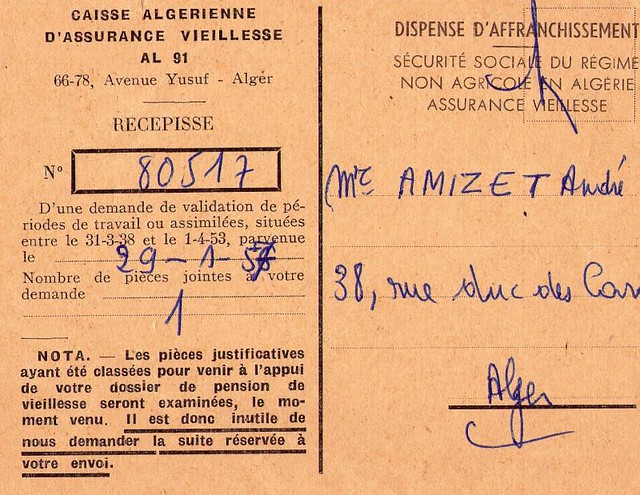 CAISSE ALGERIENNE
D'ASSURANCE VIEILLESSE
AL 91
66-78, Avenue Yusuf - Alger
RECEPISSE
N° 80517
D'une demande de validation de pé-
riodes de travail ou assimilées, situées
entre le 31-3-38 et le 1-4-53, parvenue
le 29-1-57
Nombre de pièces jointes à votre
demande
1
NOTA. — Les pièces justificatives
ayant été classées pour venir à l'appui
de votre dossier de pension de
vieillesse seront examinées, le mo-
ment venu. Il est donc inutile de
nous demander la suite réservée à
votre envoi.
DISPENSE D'AFFRANCHISSEMENT
SÉCURITÉ SOCIALE DU RÉGIME
NON AGRICOLE EN ALGÉRIE
ASSURANCE VIEILLESSE
AMIZET André
38, rue duc des Car
Alger